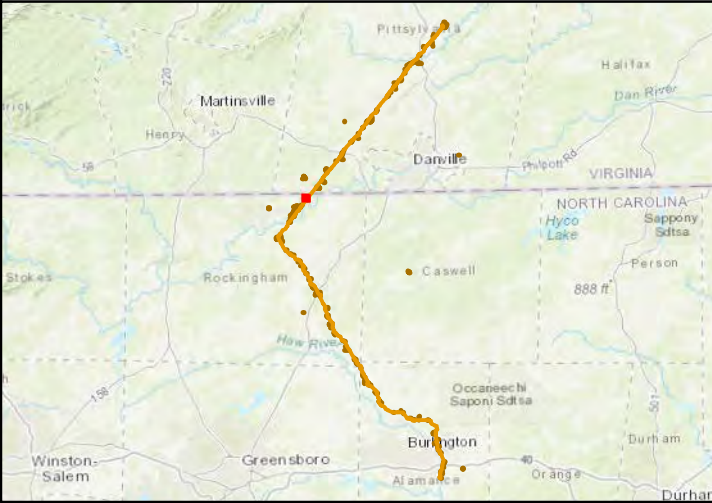 Pittsylvania
Halifax
220
Martinsville
Dan River
Henry
58
Danville
Philpott Rd
VIRGINIA
NORTH CAROLINA
Hyco
Lake
Sappony
Sdtsa
Person
Stokes
Rockingham
Caswell
888 ft
Haw River
158
Occaneechi
Saponi Sdtsa
501
Burlington
Durham
Winston-
Salem
Greensboro
40
Alamance
Orange
Durham